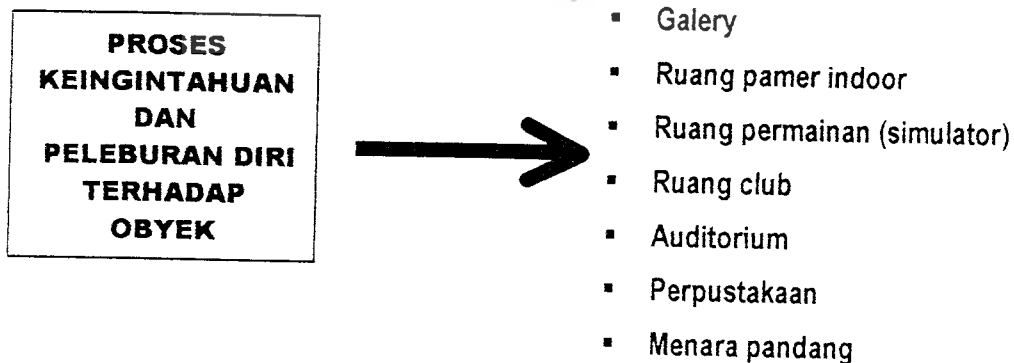 PROSES
KEINGINTAHUAN
DAN
PELEBURAN DIRI
TERHADAP
OBYEK
▪ Galery
▪ Ruang pamer indoor
▪ Ruang permainan (simulator)
▪ Ruang club
▪ Auditorium
▪ Perpustakaan
▪ Menara pandang